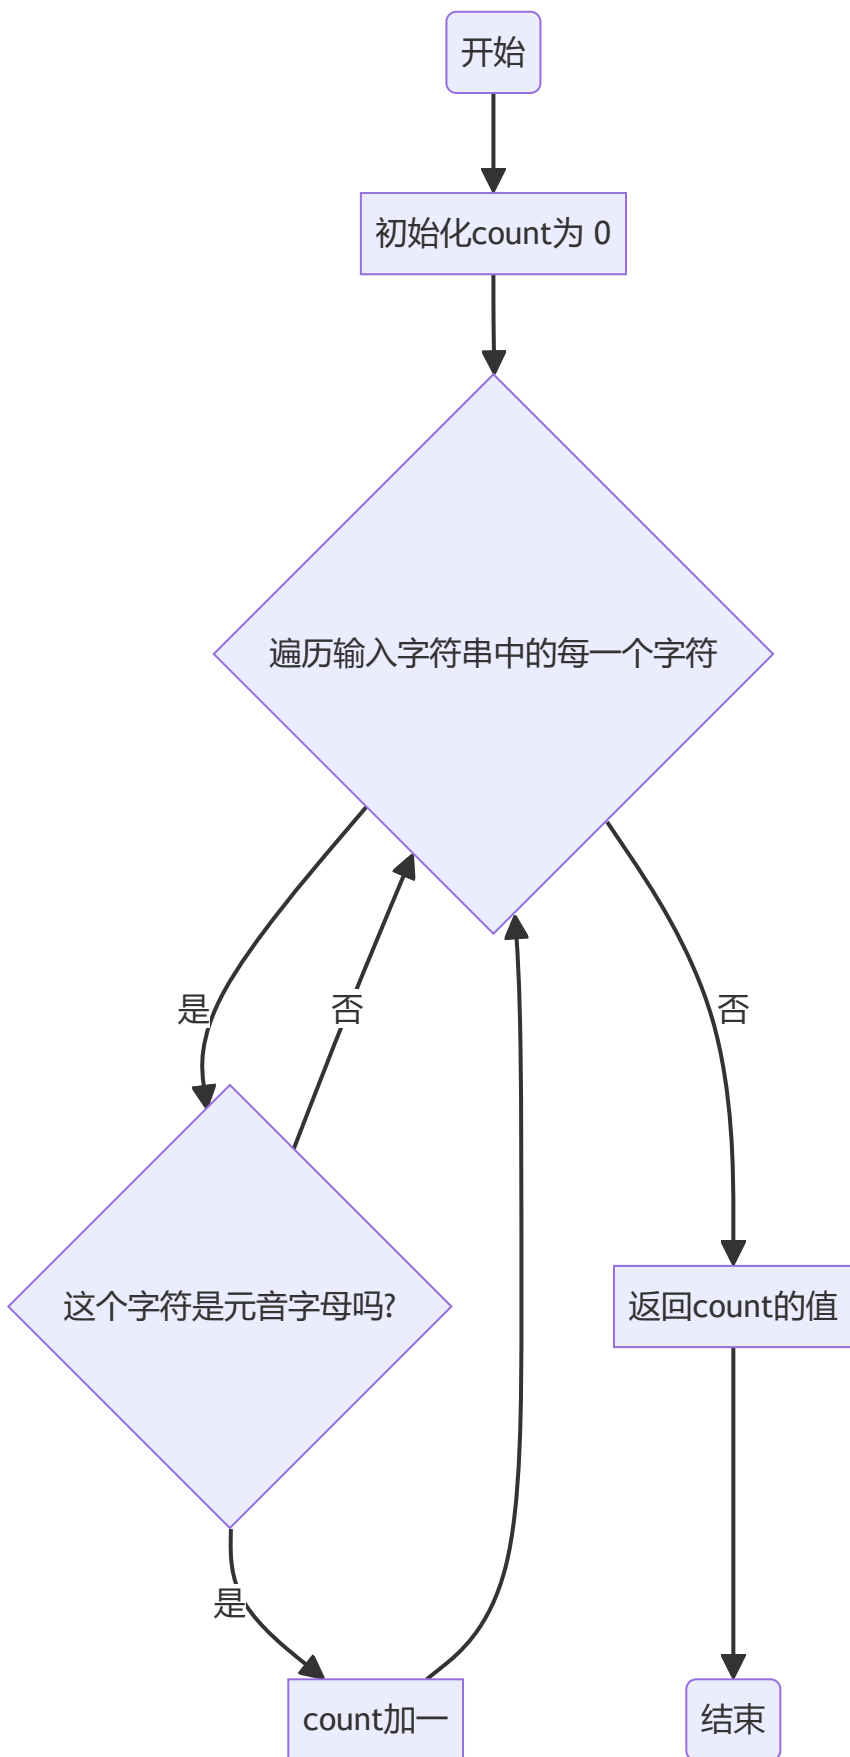 开始
初始化count为 0
遍历输入字符串中的每一个字符
是
否
否
这个字符是元音字母吗?
返回count的值
是
count加一
结束